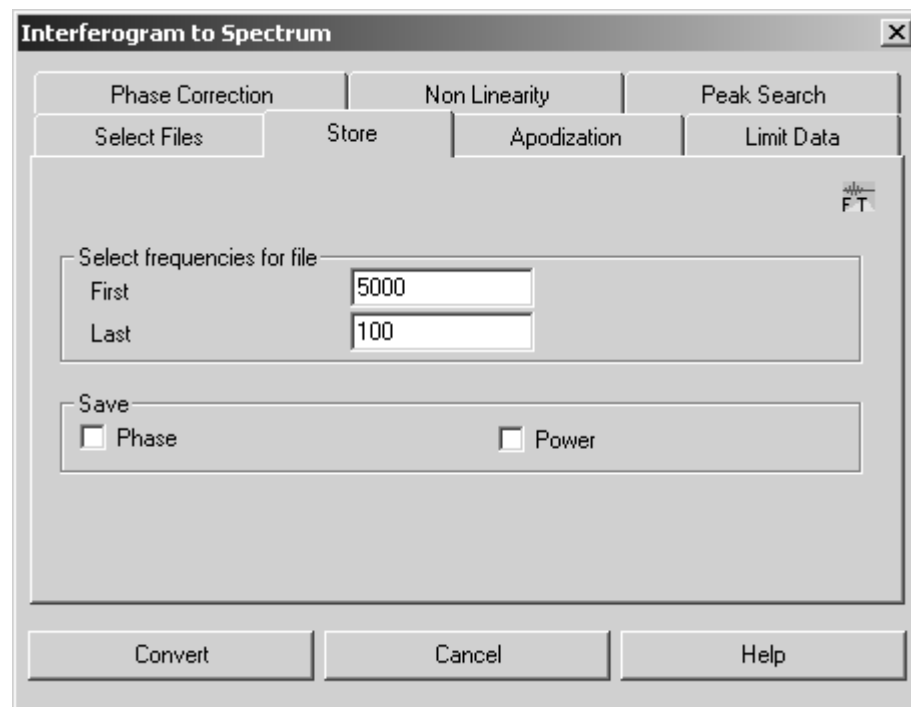 Interferogram to Spectrum
Phase Correction
Non Linearity
Peak Search
Select Files
Store
Apodization
Limit Data
FT
Select frequencies for file
First
5000
Last
100
Save
Phase
Power
Convert
Cancel
Help